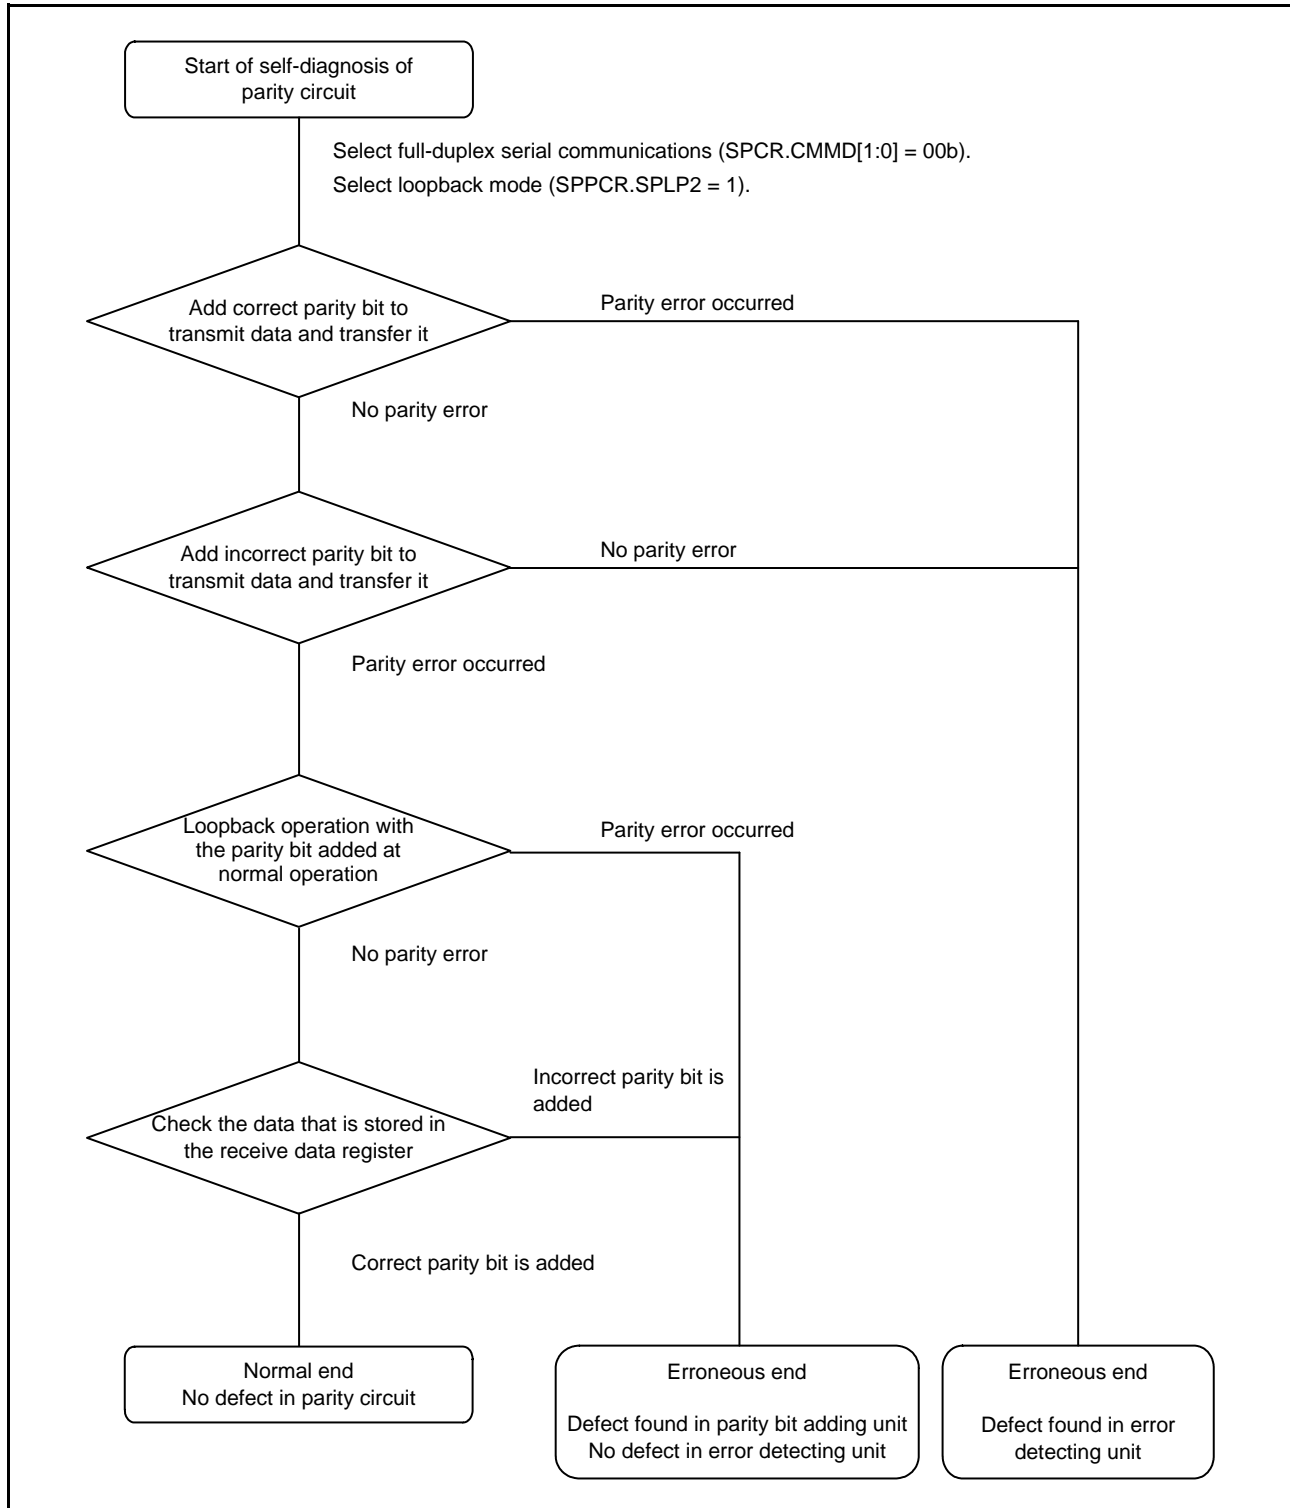 Start of self-diagnosis of
parity circuit
Select full-duplex serial communications (SPCR.CMMD[1:0] = 00b).
Select loopback mode (SPPCR.SPLP2 = 1).
Add correct parity bit to
transmit data and transfer it
Parity error occurred
No parity error
Add incorrect parity bit to
transmit data and transfer it
No parity error
Parity error occurred
Loopback operation with
the parity bit added at
normal operation
Parity error occurred
No parity error
Incorrect parity bit is
added
Check the data that is stored in
the receive data register
Correct parity bit is added
Normal end
No defect in parity circuit
Erroneous end
Defect found in parity bit adding unit
No defect in error detecting unit
Erroneous end
Defect found in error
detecting unit